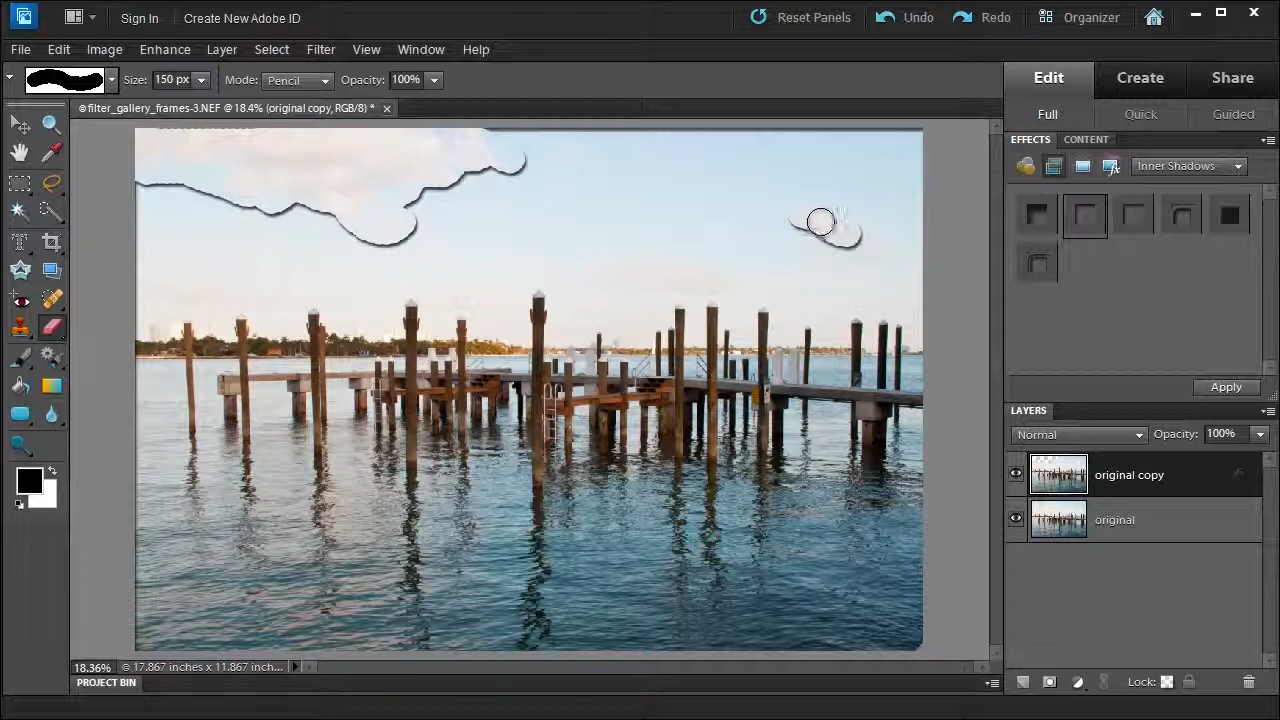 Sign In
Create New Adobe ID
Reset Panels
Undo
Redo
Organizer
File Edit Image Enhance Layer Select Filter View Window Help
Size: 150 px Mode: Pencil Opacity: 100%
Edit Create Share
filter_gallery_frames-3.NEF @ 18.4% (original copy, RGB/8) *
Full Quick Guided
EFFECTS CONTENT
Inner Shadows
Apply
LAYERS
Normal Opacity: 100%
original copy
original
18.36% 17.867 inches x 11.867 inch...
Lock:
PROJECT BIN